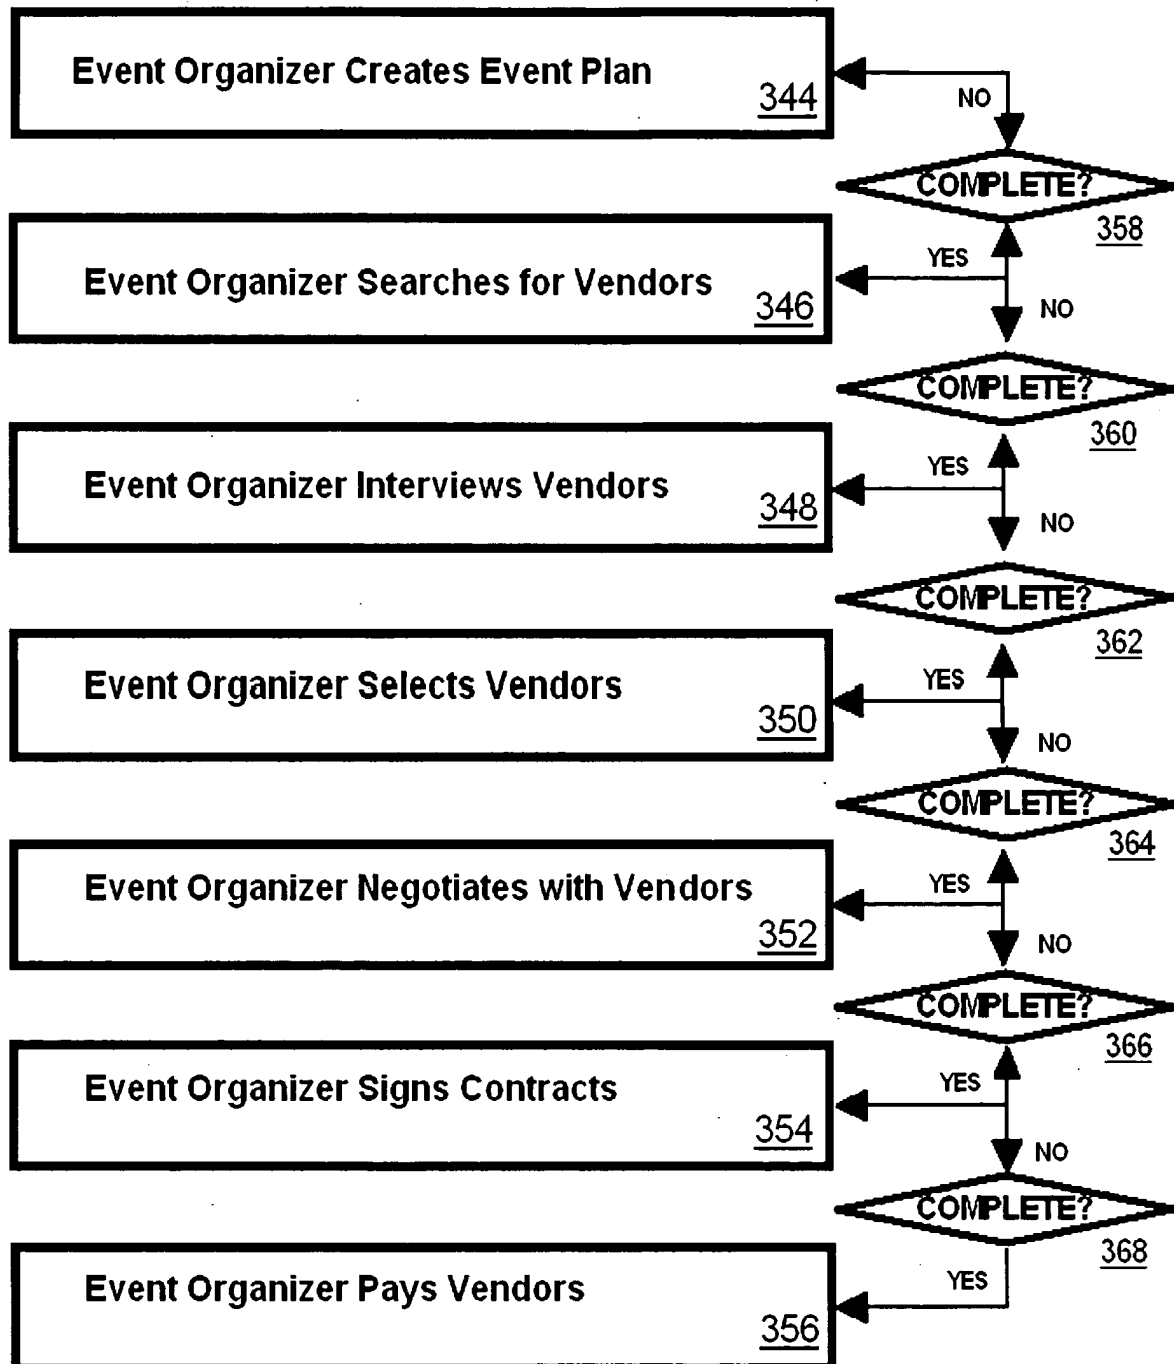 Event Organizer Creates Event Plan
344
NO
COMPLETE?
358
YES
Event Organizer Searches for Vendors
346
NO
COMPLETE?
360
YES
Event Organizer Interviews Vendors
348
NO
COMPLETE?
362
YES
Event Organizer Selects Vendors
350
NO
COMPLETE?
364
YES
Event Organizer Negotiates with Vendors
352
NO
COMPLETE?
366
YES
Event Organizer Signs Contracts
354
NO
COMPLETE?
368
YES
Event Organizer Pays Vendors
356